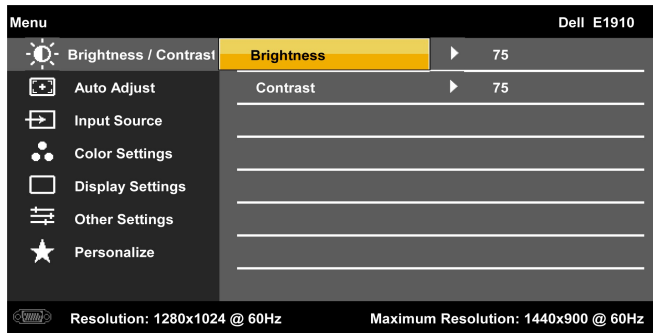 Menu Dell E1910
Brightness / Contrast Brightness 75
Auto Adjust Contrast 75
Input Source
Color Settings
Display Settings
Other Settings
Personalize
Resolution: 1280x1024 @ 60Hz Maximum Resolution: 1440x900 @ 60Hz